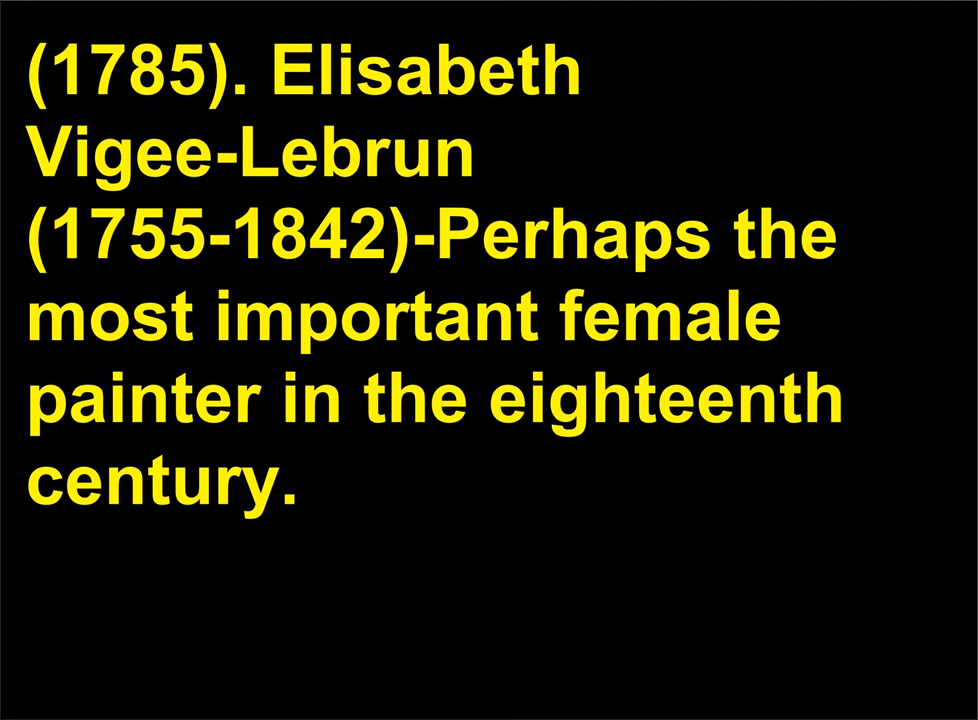 (1785). Elisabeth
Vigee-Lebrun
(1755-1842)-Perhaps the
most important female
painter in the eighteenth
century.